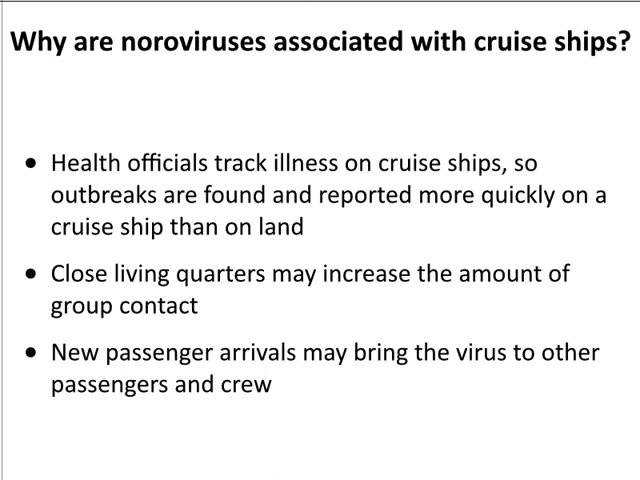 Why are noroviruses associated with cruise ships?
• Health officials track illness on cruise ships, so
outbreaks are found and reported more quickly on a
cruise ship than on land
• Close living quarters may increase the amount of
group contact
• New passenger arrivals may bring the virus to other
passengers and crew